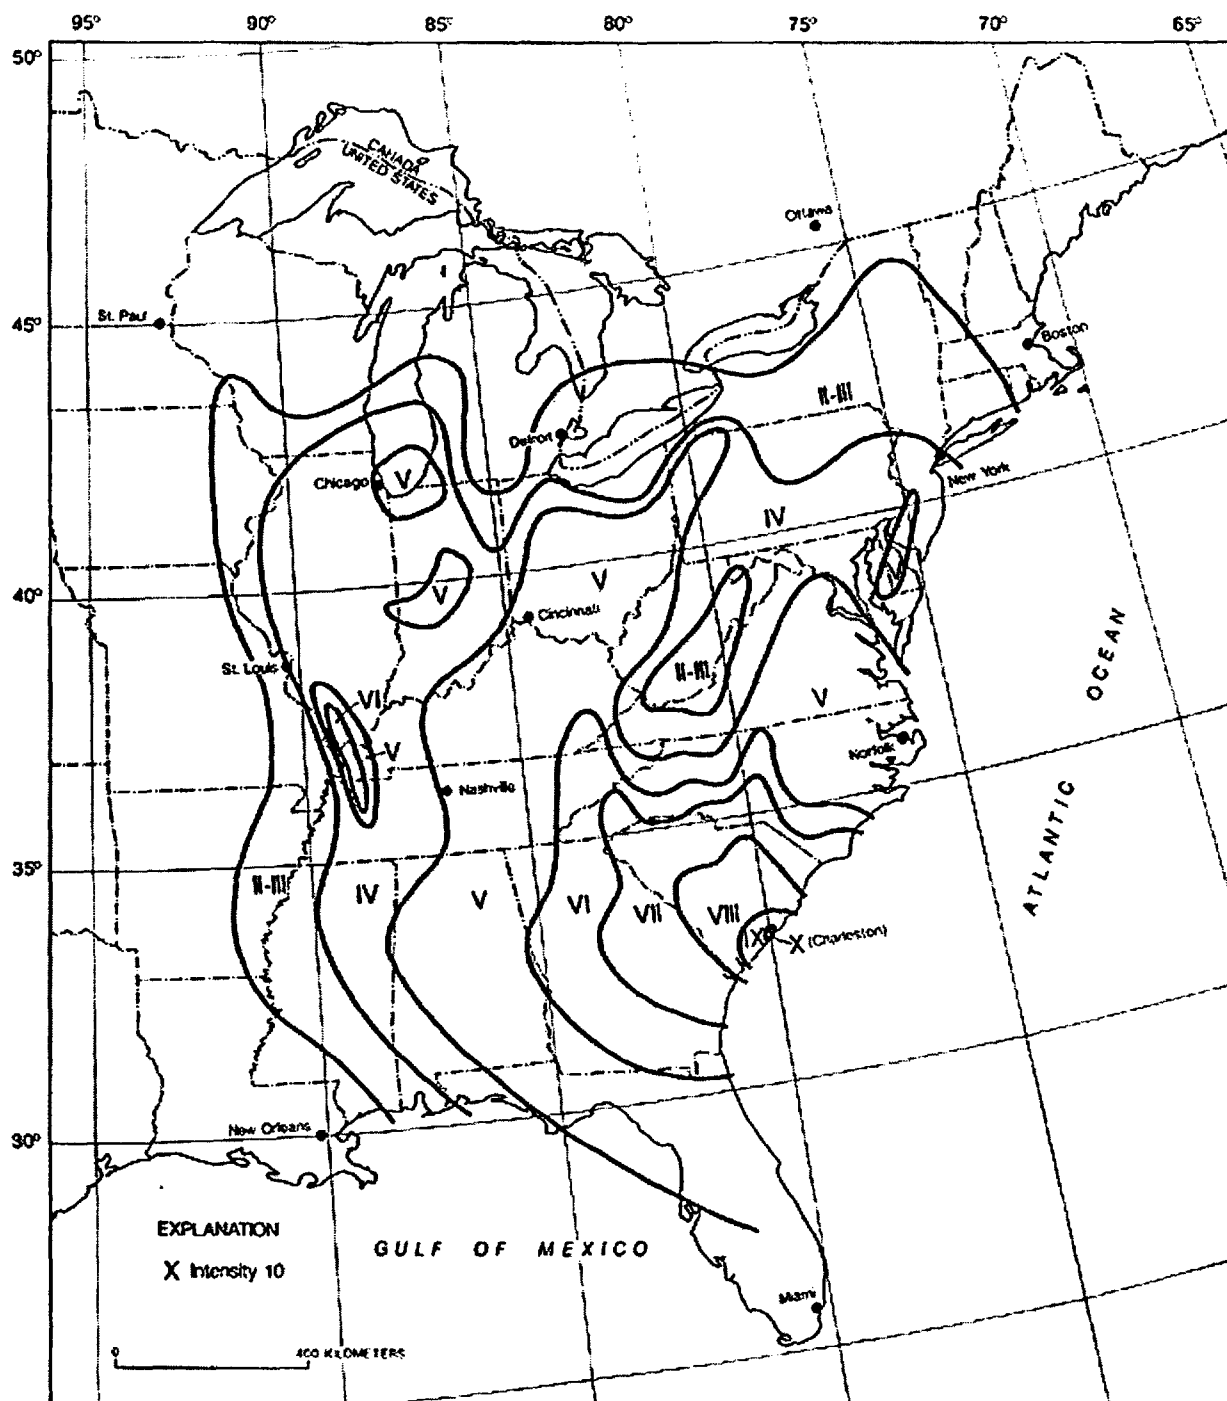 95° 90° 85° 80° 75° 70° 65°
50°
CANADA
UNITED STATES
Ottawa
45°
St. Paul
Boston
II-III
Detroit
Chicago
V
New York
IV
V
V
V
40°
Cincinnati
St. Louis
II-III
VI
V
V
Norfolk
Nashville
OCEAN
ATLANTIC
35°
II-III
IV
V
VI
VII
VIII
IX
X (Charleston)
30°
New Orleans
EXPLANATION
X Intensity 10
GULF OF MEXICO
Miami
0 400 KILOMETERS